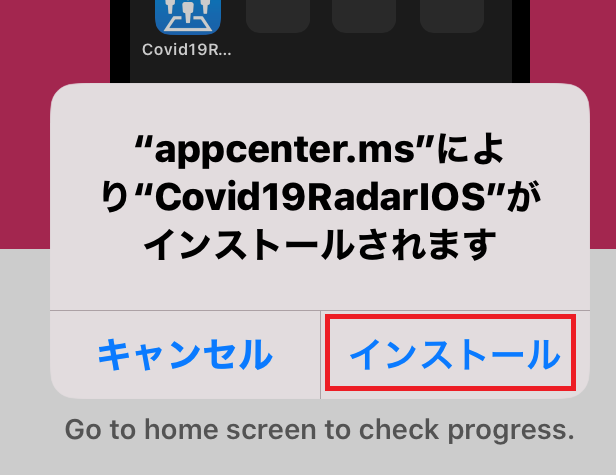 Covid19R...
“appcenter.ms”によ
り“Covid19RadarIOS”が
インストールされます
キャンセル
インストール
Go to home screen to check progress.